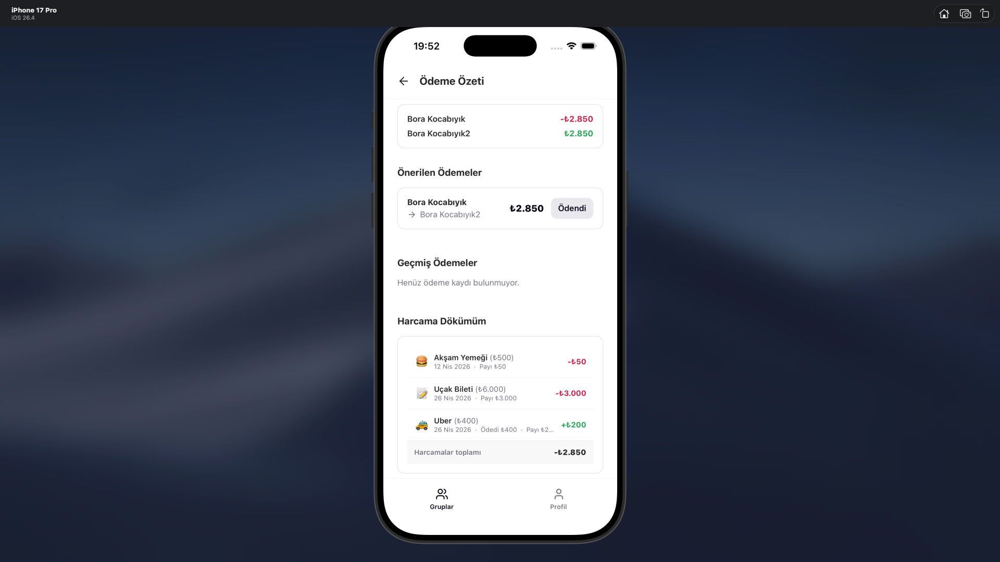 iPhone 17 Pro
iOS 26.4
19:52
Ödeme Özeti
Bora Kocabıyık -₺2.850
Bora Kocabıyık2 ₺2.850
Önerilen Ödemeler
Bora Kocabıyık
→ Bora Kocabıyık2
₺2.850
Ödendi
Geçmiş Ödemeler
Henüz ödeme kaydı bulunmuyor.
Harcama Dökümüm
Akşam Yemeği (₺500)
12 Nis 2026 · Payı ₺50
-₺50
Uçak Bileti (₺6.000)
26 Nis 2026 · Payı ₺3.000
-₺3.000
Uber (₺400)
26 Nis 2026 · Ödedi ₺400 · Payı ₺2...
+₺200
Harcamalar toplamı -₺2.850
Gruplar
Profil